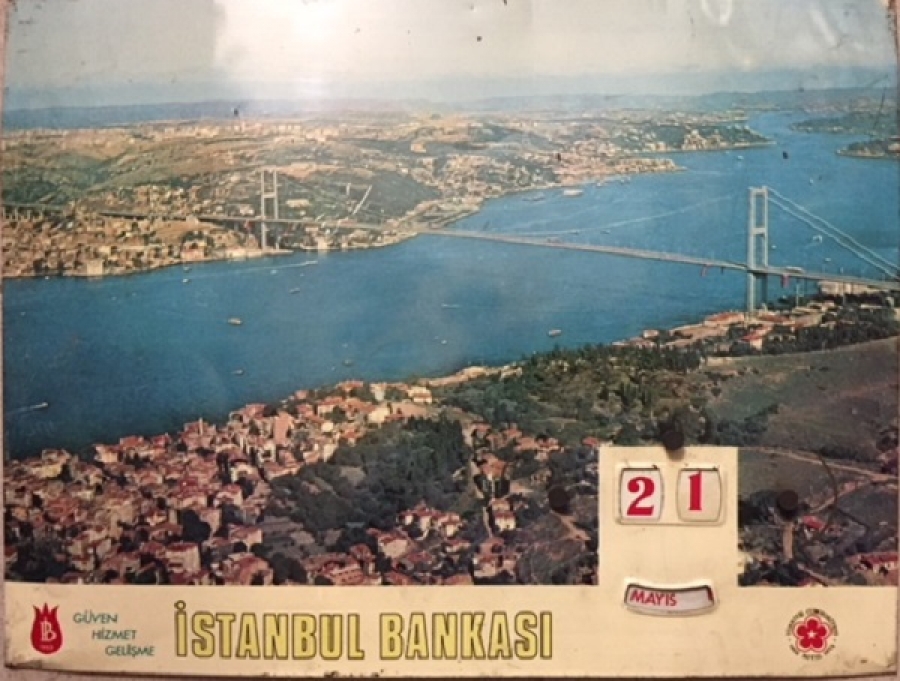 21
MAYIS
GÜVEN
HİZMET
GELİŞME
İSTANBUL BANKASI